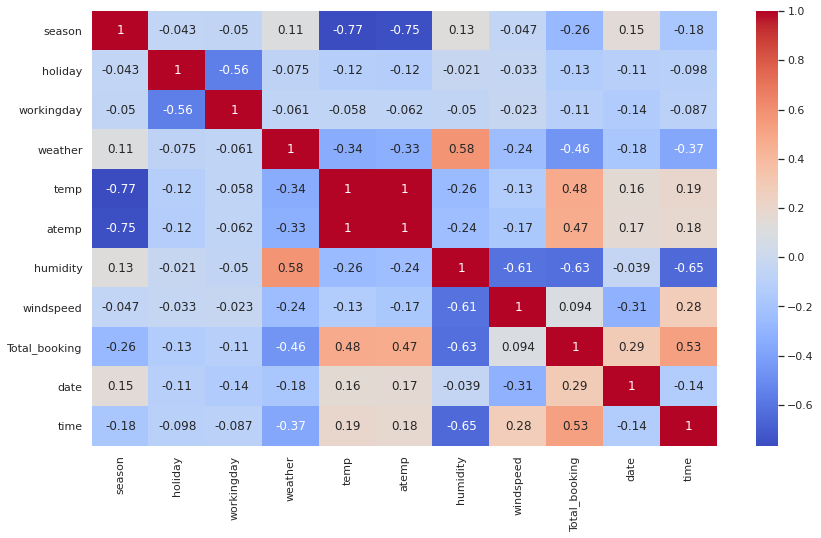 season 1 -0.043 -0.05 0.11 -0.77 -0.75 0.13 -0.047 -0.26 0.15 -0.18
holiday -0.043 1 -0.56 -0.075 -0.12 -0.12 -0.021 -0.033 -0.13 -0.11 -0.098
workingday -0.05 -0.56 1 -0.061 -0.058 -0.062 -0.05 -0.023 -0.11 -0.14 -0.087
weather 0.11 -0.075 -0.061 1 -0.34 -0.33 0.58 -0.24 -0.46 -0.18 -0.37
temp -0.77 -0.12 -0.058 -0.34 1 1 -0.26 -0.13 0.48 0.16 0.19
atemp -0.75 -0.12 -0.062 -0.33 1 1 -0.24 -0.17 0.47 0.17 0.18
humidity 0.13 -0.021 -0.05 0.58 -0.26 -0.24 1 -0.61 -0.63 -0.039 -0.65
windspeed -0.047 -0.033 -0.023 -0.24 -0.13 -0.17 -0.61 1 0.094 -0.31 0.28
Total_booking -0.26 -0.13 -0.11 -0.46 0.48 0.47 -0.63 0.094 1 0.29 0.53
date 0.15 -0.11 -0.14 -0.18 0.16 0.17 -0.039 -0.31 0.29 1 -0.14
time -0.18 -0.098 -0.087 -0.37 0.19 0.18 -0.65 0.28 0.53 -0.14 1
season holiday workingday weather temp atemp humidity windspeed Total_booking date time
1.0
0.8
0.6
0.4
0.2
0.0
−0.2
−0.4
−0.6